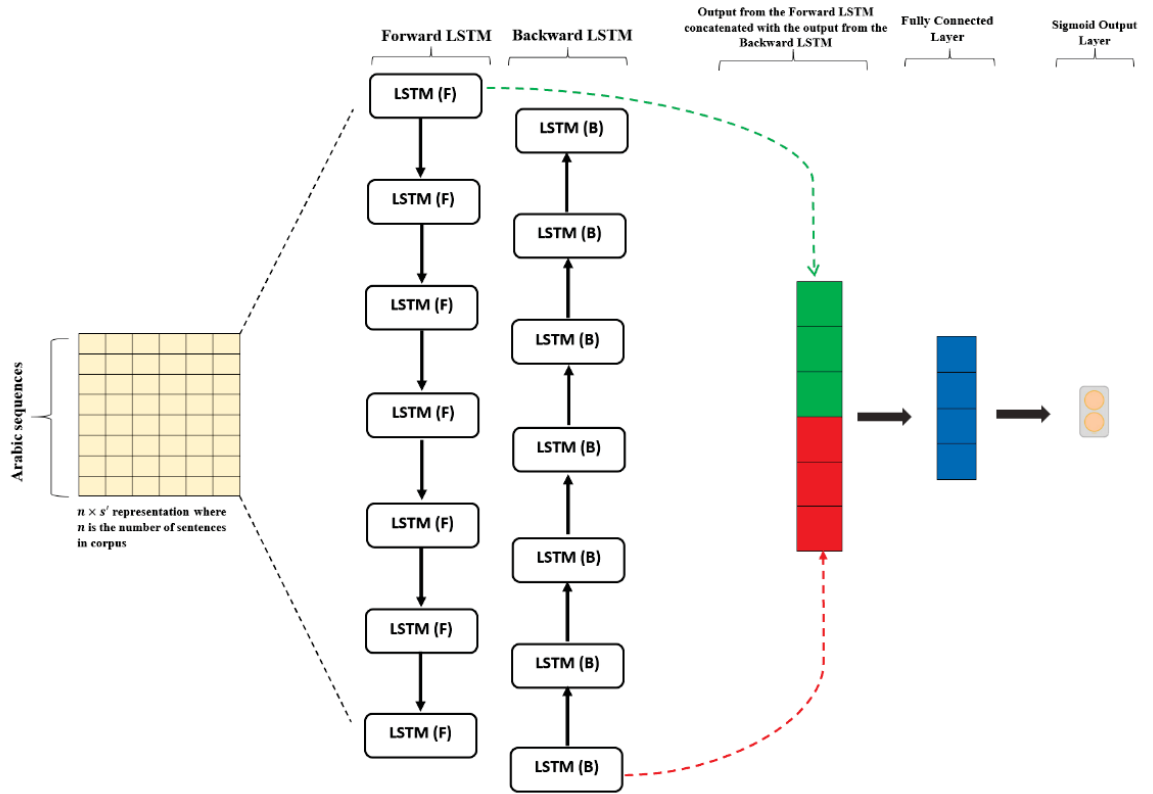 Forward LSTM
Backward LSTM
Output from the Forward LSTM
concatenated with the output from the
Backward LSTM
Fully Connected
Layer
Sigmoid Output
Layer
LSTM (F)
LSTM (F)
LSTM (F)
LSTM (F)
LSTM (F)
LSTM (F)
LSTM (F)
LSTM (B)
LSTM (B)
LSTM (B)
LSTM (B)
LSTM (B)
LSTM (B)
LSTM (B)
Arabic sequences
n × s′ representation where
n is the number of sentences
in corpus